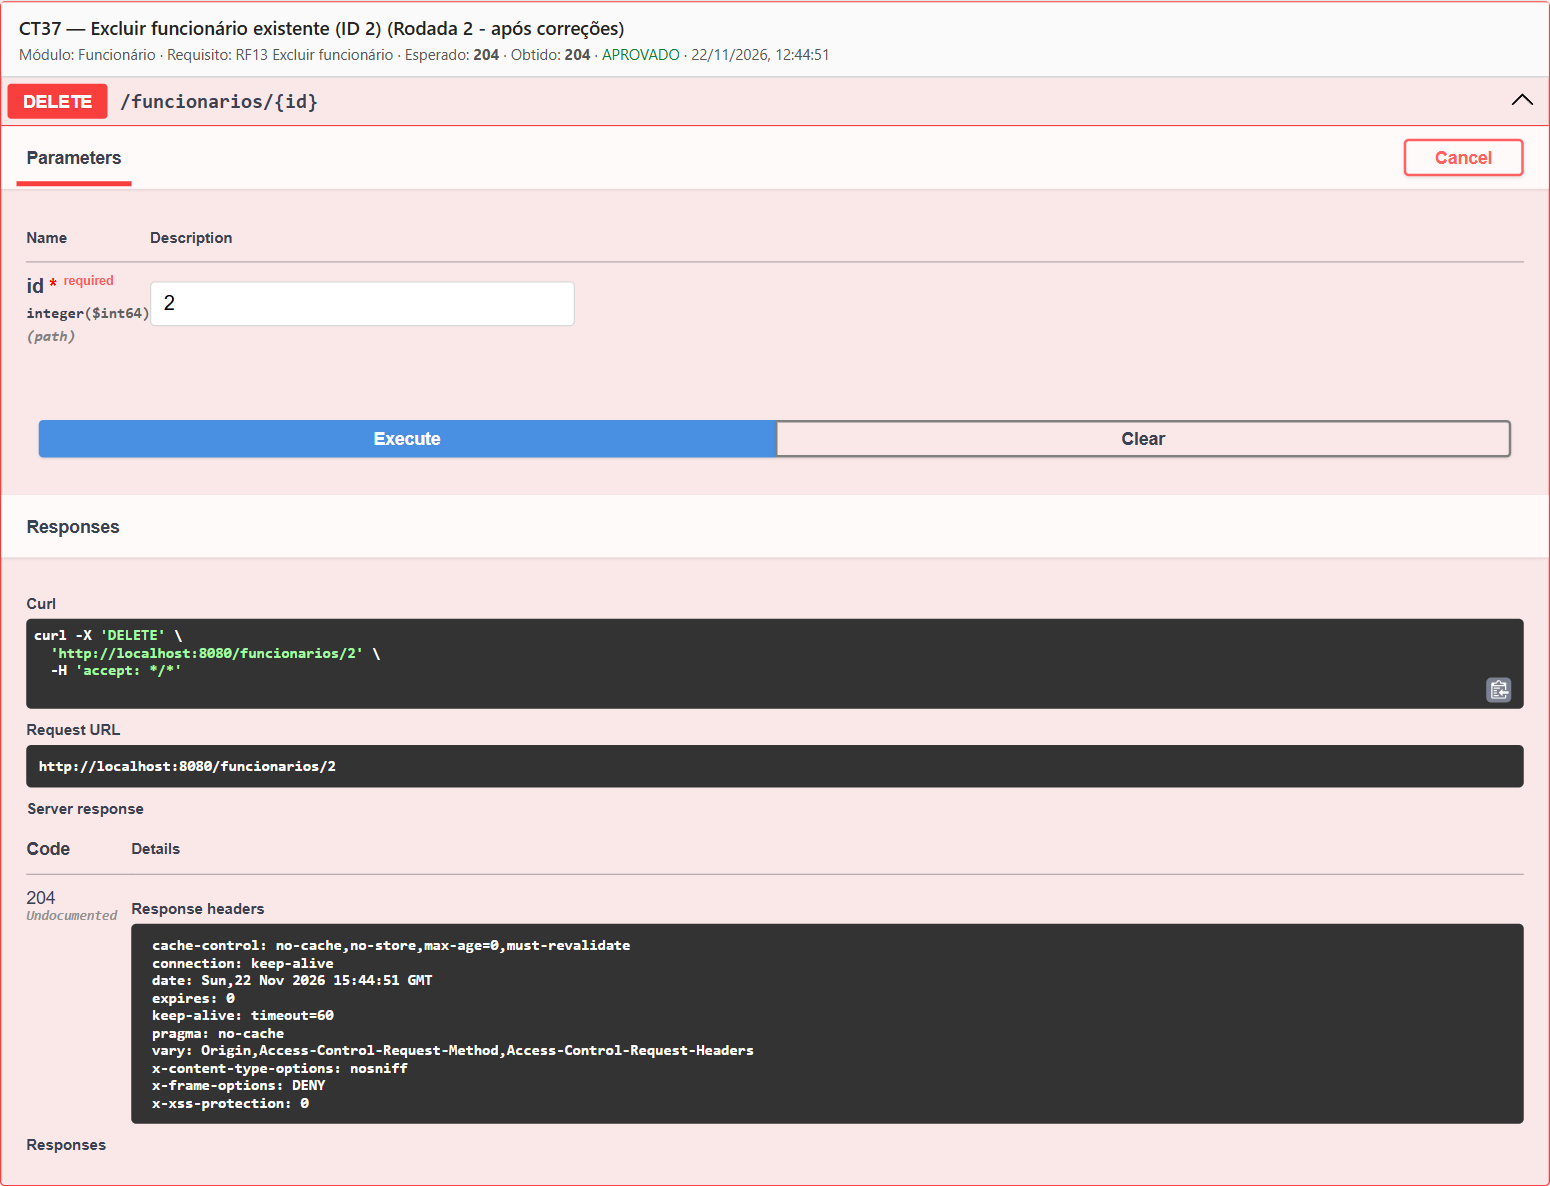 CT37 — Excluir funcionário existente (ID 2) (Rodada 2 - após correções)
Módulo: Funcionário · Requisito: RF13 Excluir funcionário · Esperado: 204 · Obtido: 204 · APROVADO · 22/11/2026, 12:44:51
DELETE /funcionarios/{id}
Parameters
Cancel
Name Description
id * required
integer($int64)
(path)
2
Execute
Clear
Responses
Curl
curl -X 'DELETE' \
'http://localhost:8080/funcionarios/2' \
-H 'accept: */*'
Request URL
http://localhost:8080/funcionarios/2
Server response
Code Details
204
Undocumented
Response headers
cache-control: no-cache,no-store,max-age=0,must-revalidate
connection: keep-alive
date: Sun,22 Nov 2026 15:44:51 GMT
expires: 0
keep-alive: timeout=60
pragma: no-cache
vary: Origin,Access-Control-Request-Method,Access-Control-Request-Headers
x-content-type-options: nosniff
x-frame-options: DENY
x-xss-protection: 0
Responses